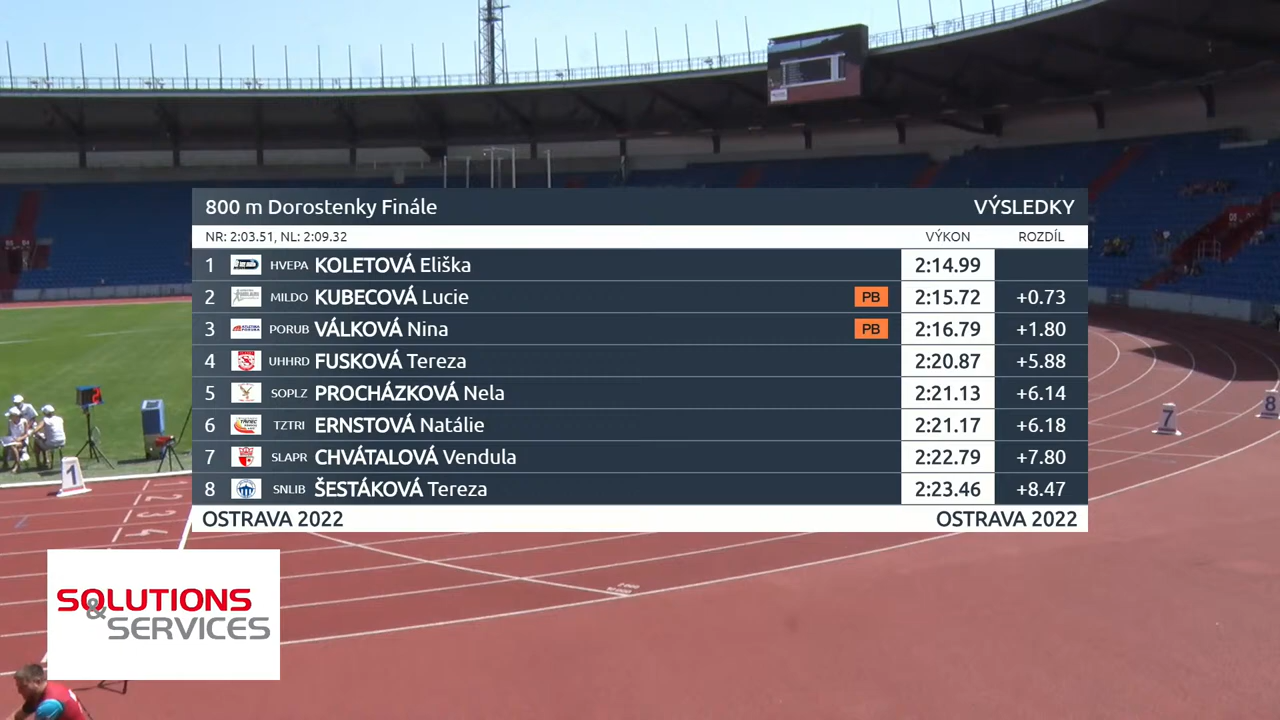 800 m Dorostenky Finále VÝSLEDKY
NR: 2:03.51, NL: 2:09.32 VÝKON ROZDÍL
1 HVEPA KOLETOVÁ Eliška 2:14.99
2 MILDO KUBECOVÁ Lucie PB 2:15.72 +0.73
3 PORUB VÁLKOVÁ Nina PB 2:16.79 +1.80
4 UHHRD FUSKOVÁ Tereza 2:20.87 +5.88
5 SOPLZ PROCHÁZKOVÁ Nela 2:21.13 +6.14
6 TZTRI ERNSTOVÁ Natálie 2:21.17 +6.18
7 SLAPR CHVÁTALOVÁ Vendula 2:22.79 +7.80
8 SNLIB ŠESTÁKOVÁ Tereza 2:23.46 +8.47
OSTRAVA 2022 OSTRAVA 2022
7
8
1
1
2
3
4
SOLUTIONS
& SERVICES